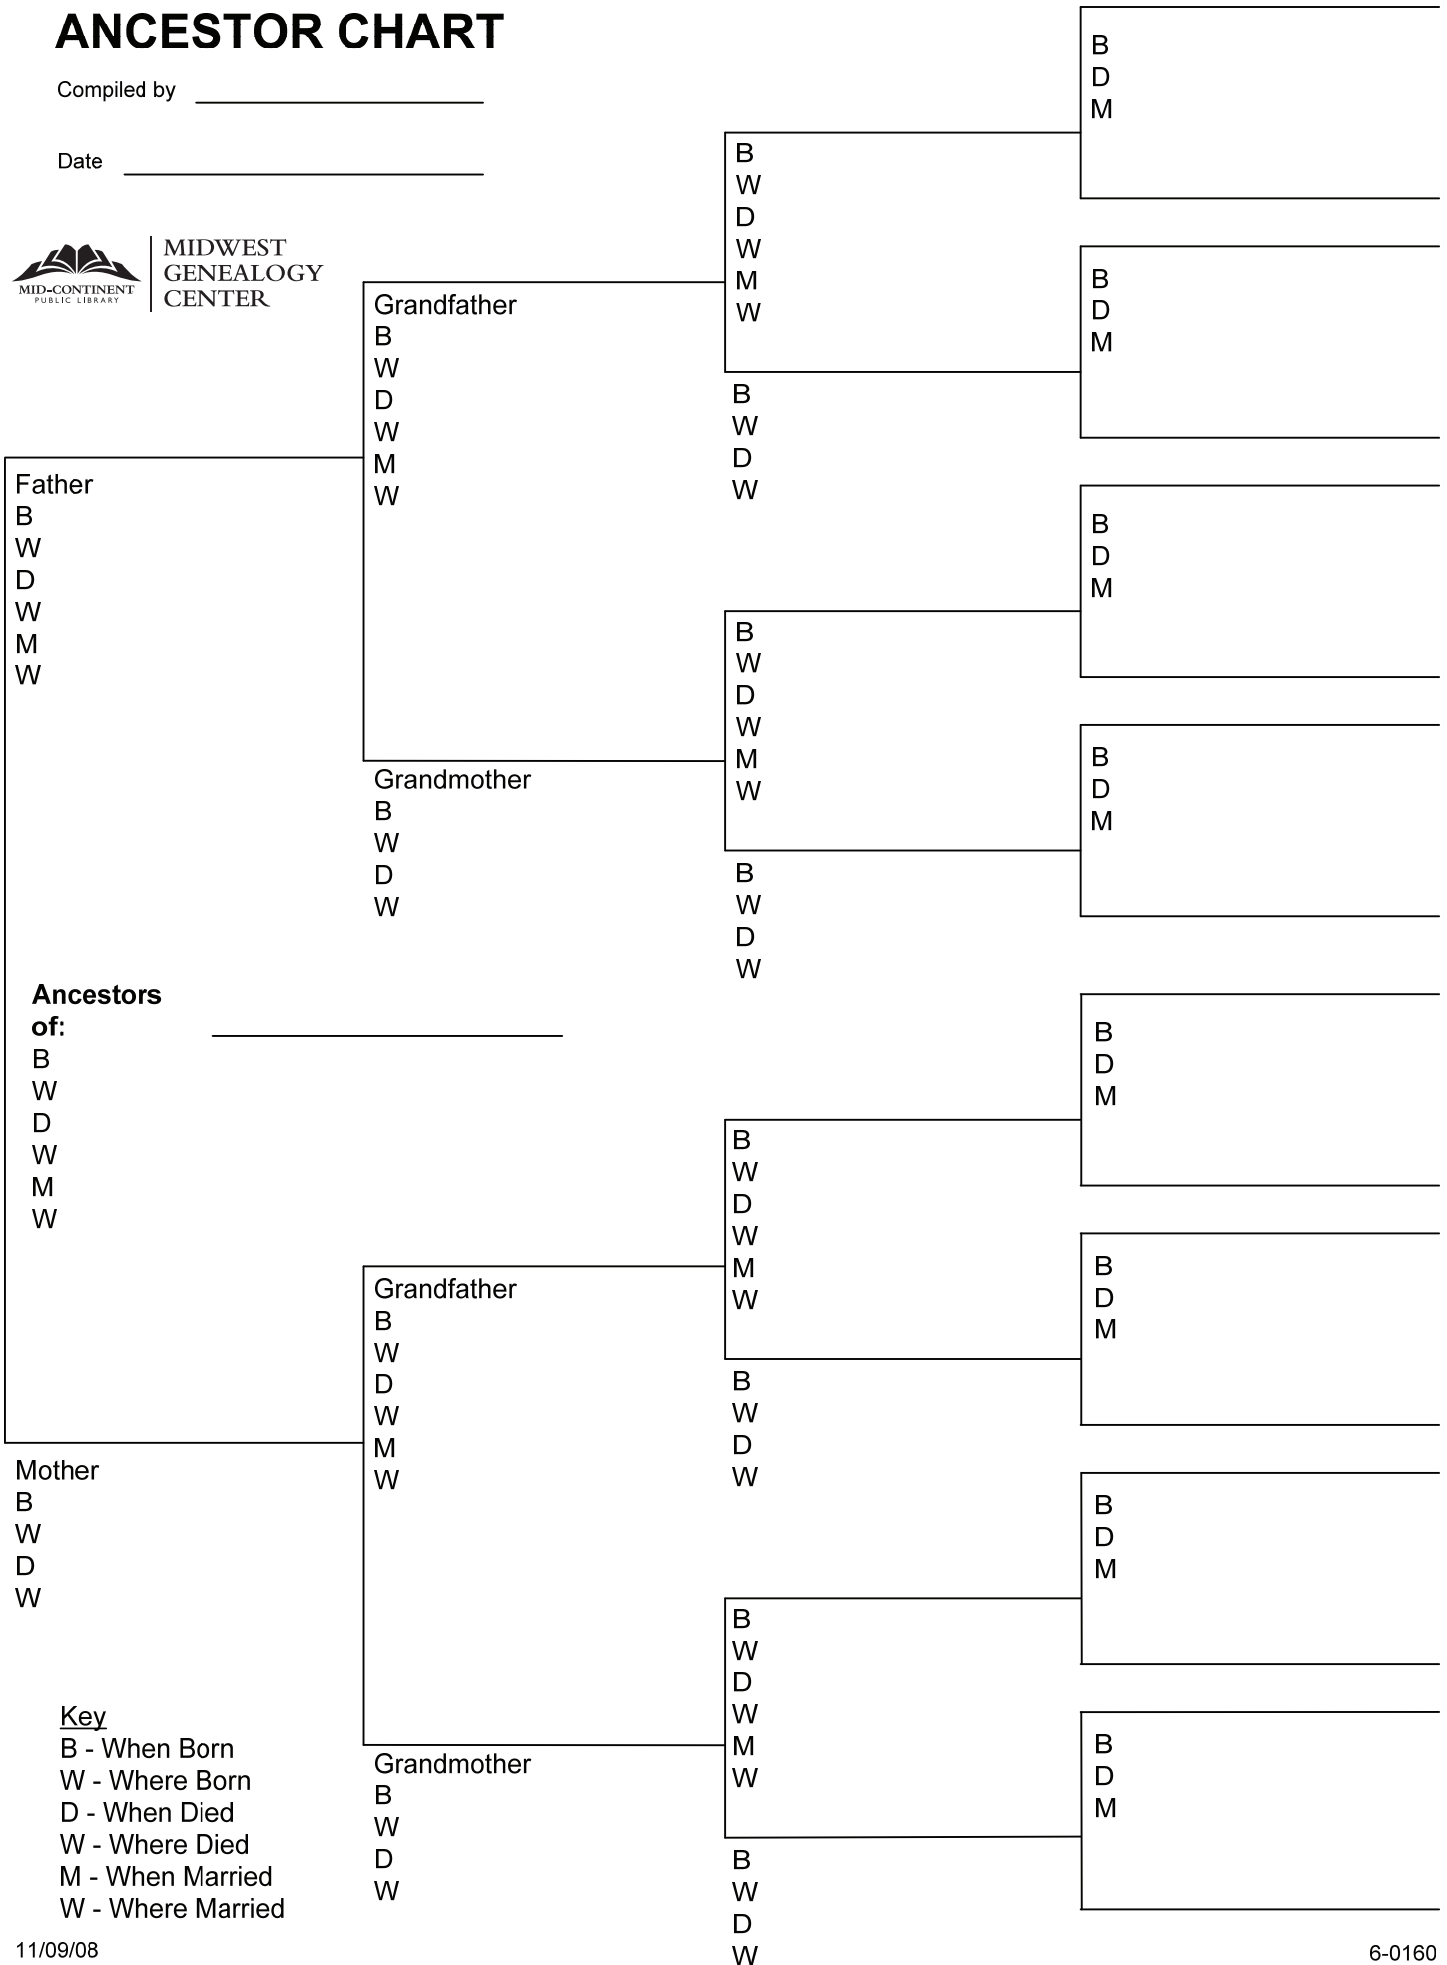 ANCESTOR CHART
Compiled by
Date
MID-CONTINENT
PUBLIC LIBRARY
MIDWEST
GENEALOGY
CENTER
Father
B
W
D
W
M
W
Ancestors
of:
B
W
D
W
M
W
Mother
B
W
D
W
Key
B - When Born
W - Where Born
D - When Died
W - Where Died
M - When Married
W - Where Married
11/09/08
Grandfather
B
W
D
W
M
W
Grandmother
B
W
D
W
Grandfather
B
W
D
W
M
W
Grandmother
B
W
D
W
B
W
D
W
M
W
B
W
D
W
B
W
D
W
M
W
B
W
D
W
B
W
D
W
M
W
B
W
D
W
B
W
D
W
M
W
B
W
D
W
B
D
M
B
D
M
B
D
M
B
D
M
B
D
M
B
D
M
B
D
M
B
D
M
6-0160